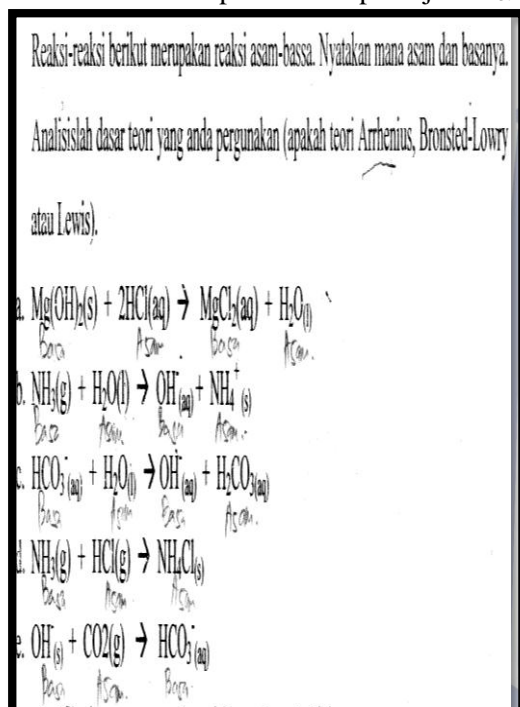 Reaksi-reaksi berikut merupakan reaksi asam-bassa. Nyatakan mana asam dan basanya.
Analisislah dasar teori yang anda pergunakan (apakah teori Arrhenius, Bronsted-Lowry
atau Lewis).
a. Mg(OH)₂(s) + 2HCl(aq) → MgCl₂(aq) + H₂O(l)
Basa Asam Basa Asam.
b. NH₃(g) + H₂O(l) → OH⁻(aq) + NH₄⁺(s)
Basa Asam Basa Asam.
c. HCO₃⁻(aq) + H₂O(l) → OH⁻(aq) + H₂CO₃(aq)
Basa Asam Basa Asam.
d. NH₃(g) + HCl(g) → NH₄Cl(s)
Basa Asam Asam
e. OH⁻(s) + CO2(g) → HCO₃⁻(aq)
Basa Asam. Basa